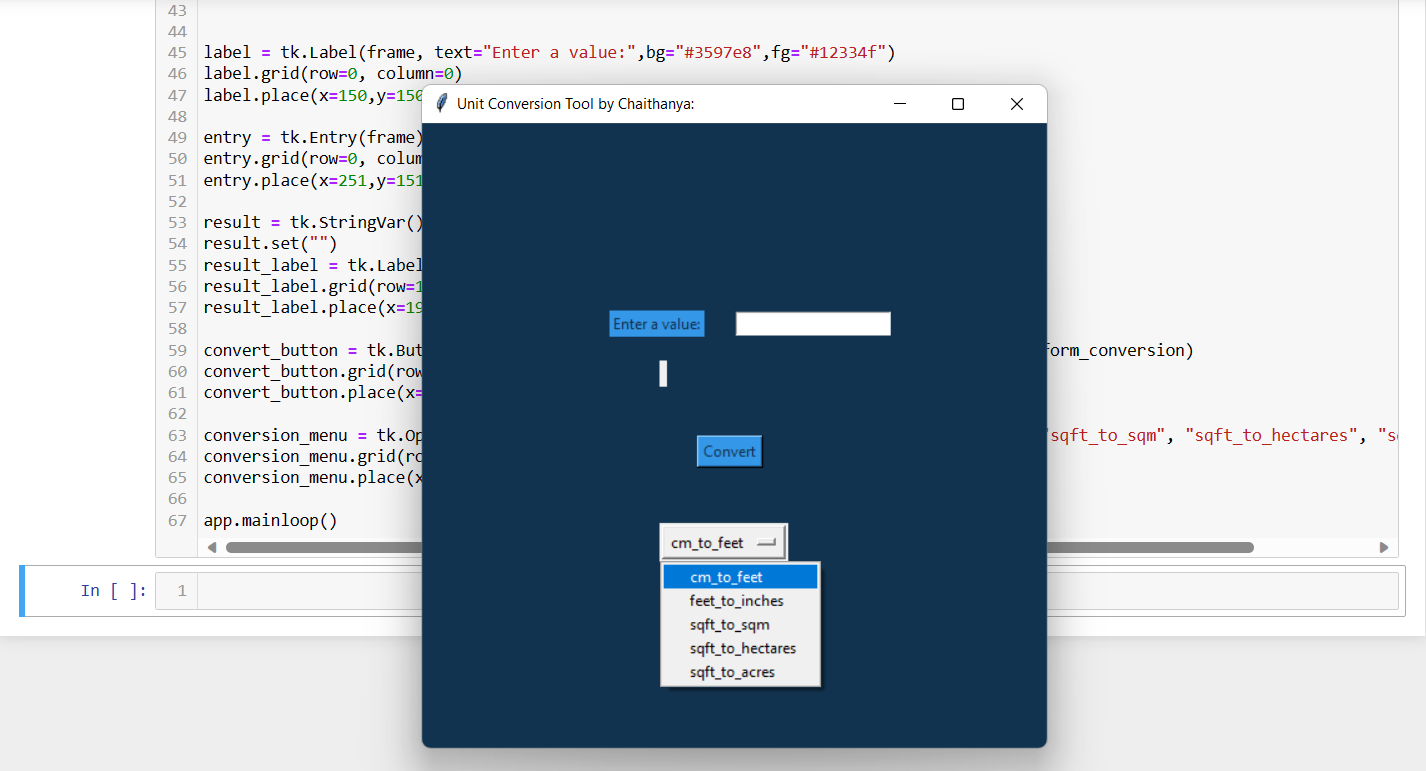 43
44
45 label = tk.Label(frame, text="Enter a value:",bg="#3597e8",fg="#12334f")
46 label.grid(row=0, column=0)
47 label.place(x=150,y=150
48
49 entry = tk.Entry(frame)
50 entry.grid(row=0, colum
51 entry.place(x=251,y=151
52
53 result = tk.StringVar()
54 result.set("")
55 result_label = tk.Label
56 result_label.grid(row=1
57 result_label.place(x=19
58
59 convert_button = tk.But form_conversion)
60 convert_button.grid(row
61 convert_button.place(x=
62
63 conversion_menu = tk.Op "sqft_to_sqm", "sqft_to_hectares", "s
64 conversion_menu.grid(ro
65 conversion_menu.place(x
66
67 app.mainloop()
In [ ]: 1
Unit Conversion Tool by Chaithanya:
Enter a value:
Convert
cm_to_feet
cm_to_feet
feet_to_inches
sqft_to_sqm
sqft_to_hectares
sqft_to_acres